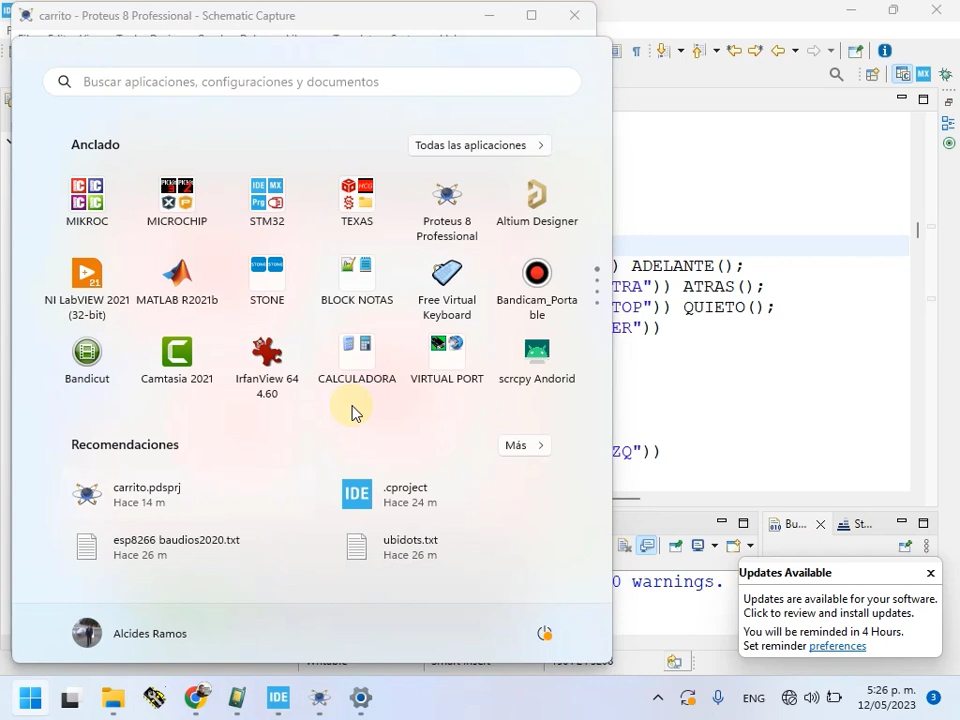 carrito - Proteus 8 Professional - Schematic Capture
Buscar aplicaciones, configuraciones y documentos
Anclado
Todas las aplicaciones
MIKROC
MICROCHIP
STM32
TEXAS
Proteus 8 Professional
Altium Designer
NI LabVIEW 2021 (32-bit)
MATLAB R2021b
STONE
BLOCK NOTAS
Free Virtual Keyboard
Bandicam_Portable
Bandicut
Camtasia 2021
IrfanView 64 4.60
CALCULADORA
VIRTUAL PORT
scrcpy Andorid
Recomendaciones
Más
carrito.pdsprj
Hace 14 m
.cproject
Hace 24 m
esp8266 baudios2020.txt
Hace 26 m
ubidots.txt
Hace 26 m
Alcides Ramos
) ADELANTE();
TRA")) ATRAS();
TOP")) QUIETO();
ER"))
ZQ"))
Bu...
St...
0 warnings.
Updates Available
Updates are available for your software.
Click to review and install updates.
You will be reminded in 4 Hours.
Set reminder preferences
ENG
5:26 p. m.
12/05/2023
3